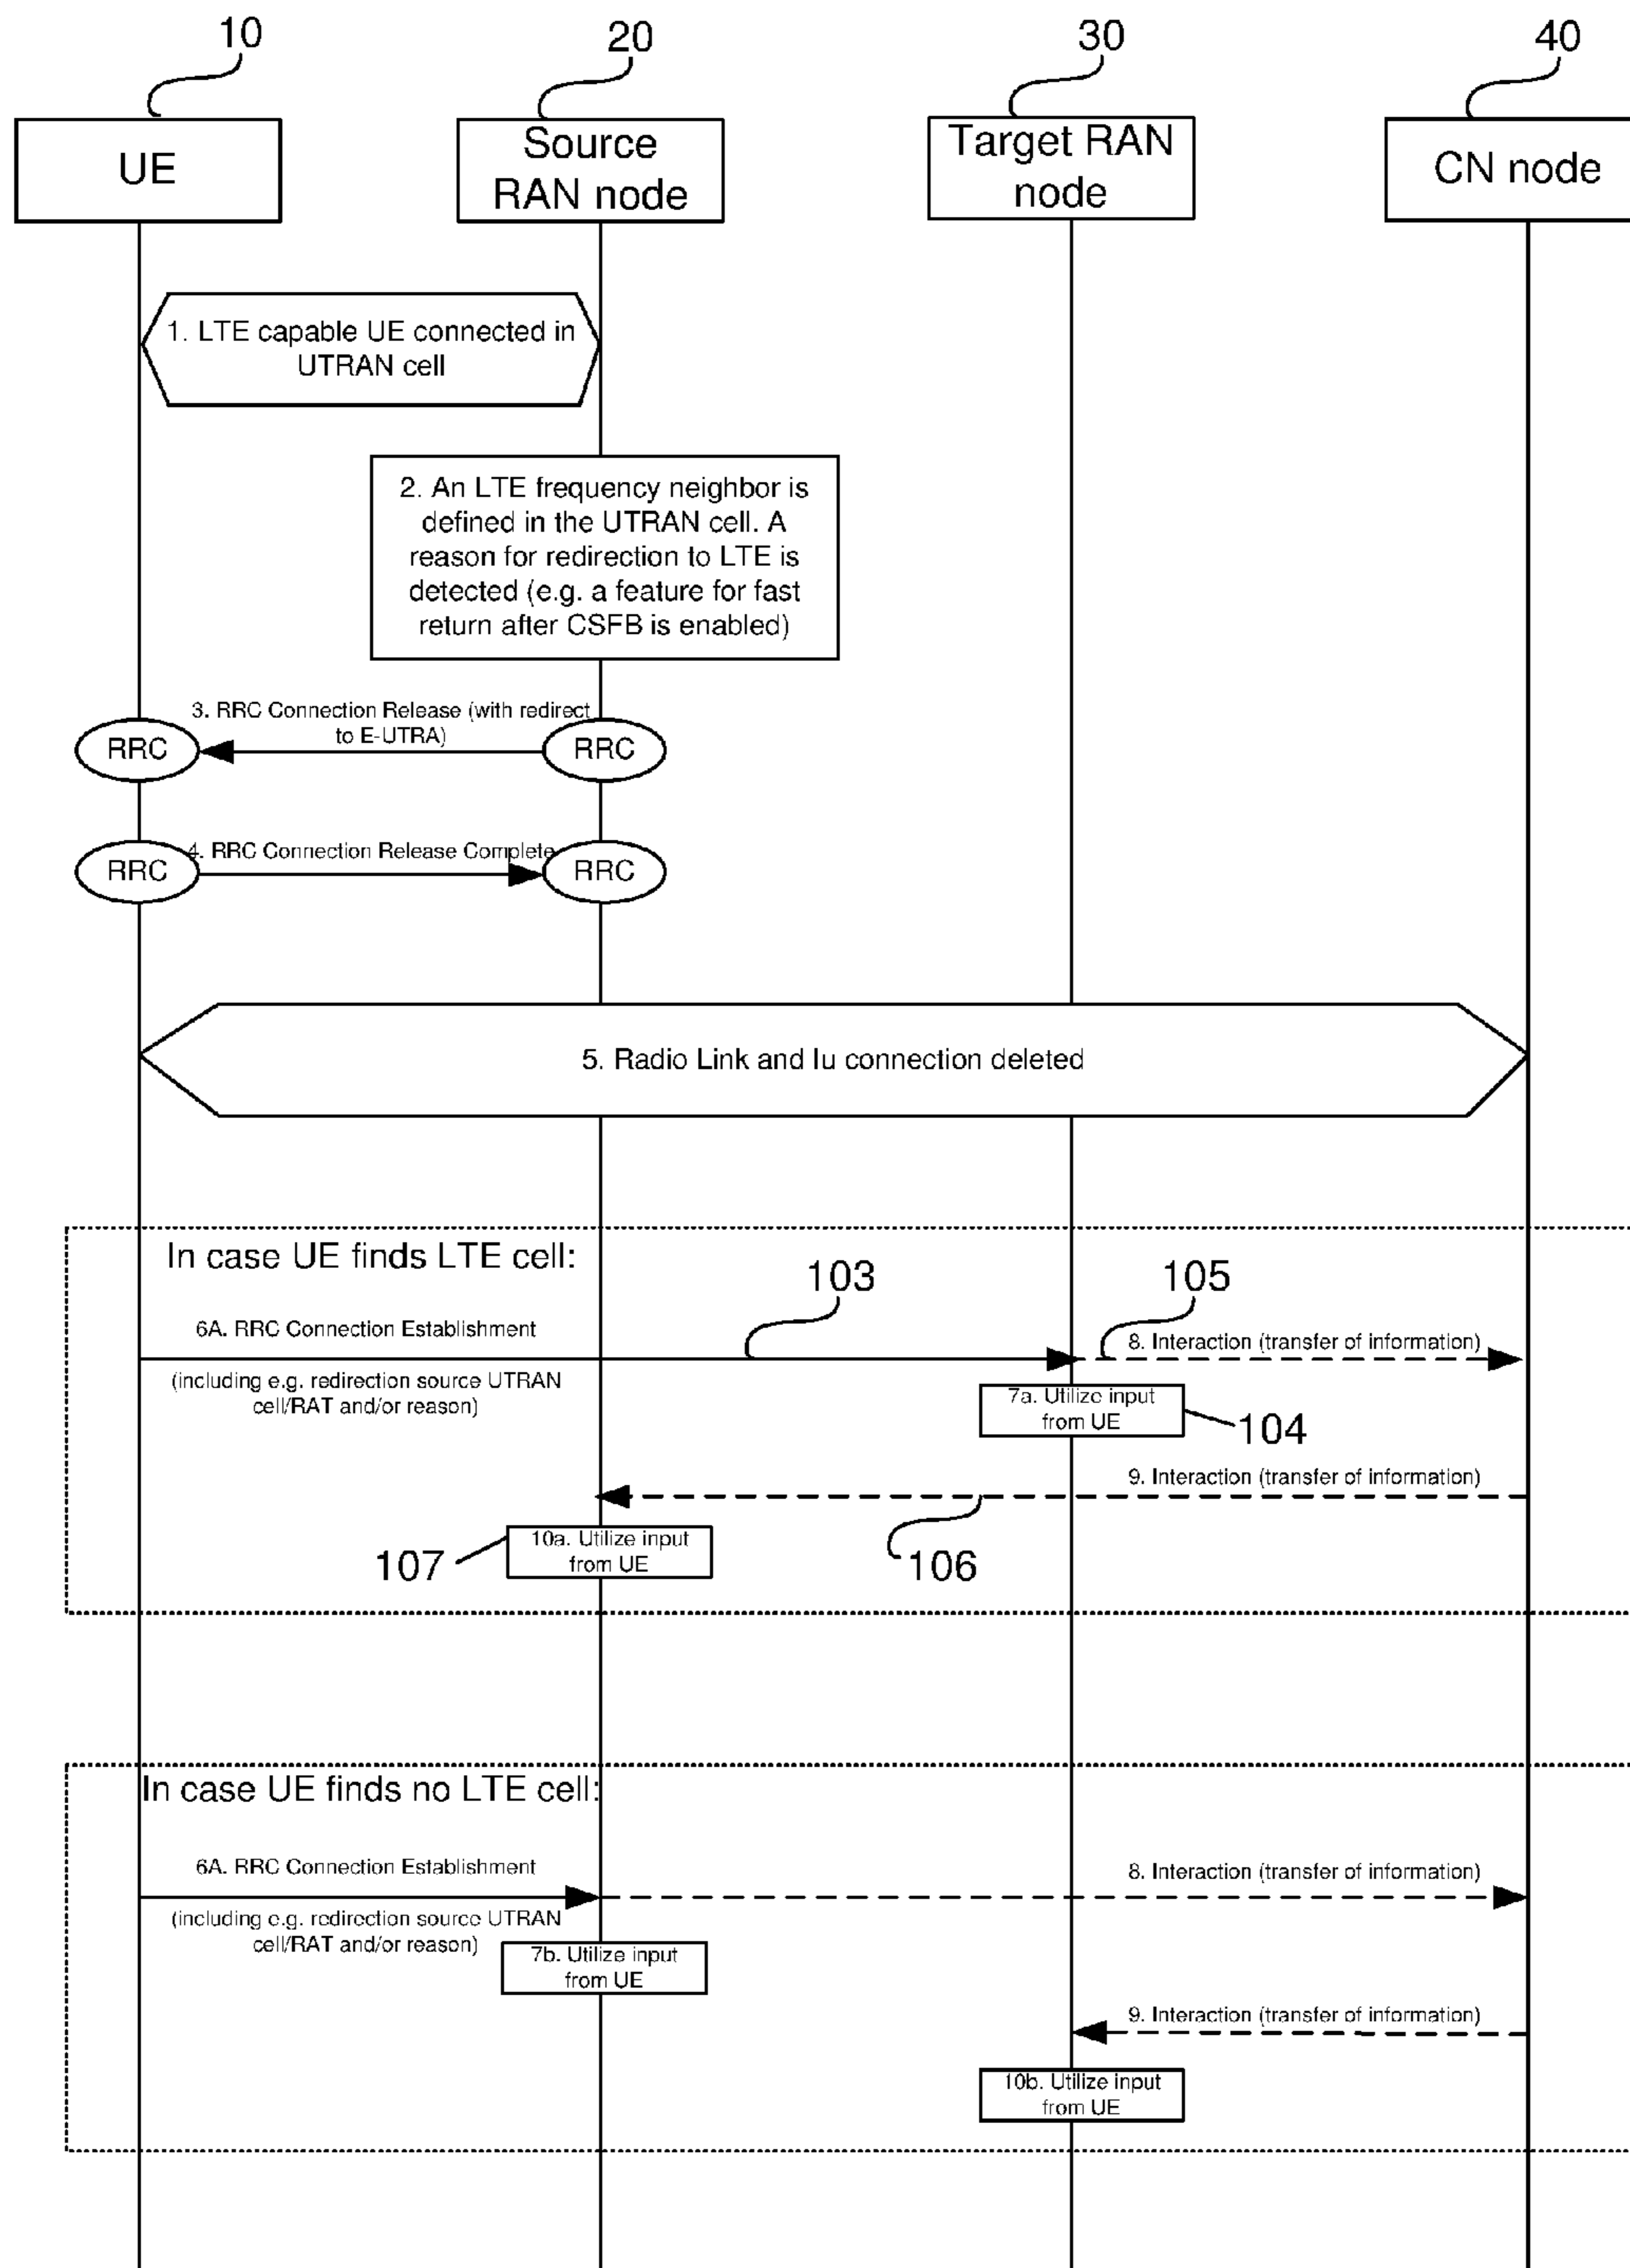 10
20
30
40
UE
Source
RAN node
Target RAN
node
CN node
1. LTE capable UE connected in
UTRAN cell
2. An LTE frequency neighbor is
defined in the UTRAN cell. A
reason for redirection to LTE is
detected (e.g. a feature for fast
return after CSFB is enabled)
3. RRC Connection Release (with redirect
to E-UTRA)
RRC
RRC
4. RRC Connection Release Complete
RRC
RRC
5. Radio Link and Iu connection deleted
In case UE finds LTE cell:
103
105
6A. RRC Connection Establishment
8. Interaction (transfer of information)
(including e.g. redirection source UTRAN
cell/RAT and/or reason)
7a. Utilize input
from UE
104
9. Interaction (transfer of information)
10a. Utilize input
from UE
107
106
In case UE finds no LTE cell:
6A. RRC Connection Establishment
8. Interaction (transfer of information)
(including e.g. redirection source UTRAN
cell/RAT and/or reason)
7b. Utilize input
from UE
9. Interaction (transfer of information)
10b. Utilize input
from UE